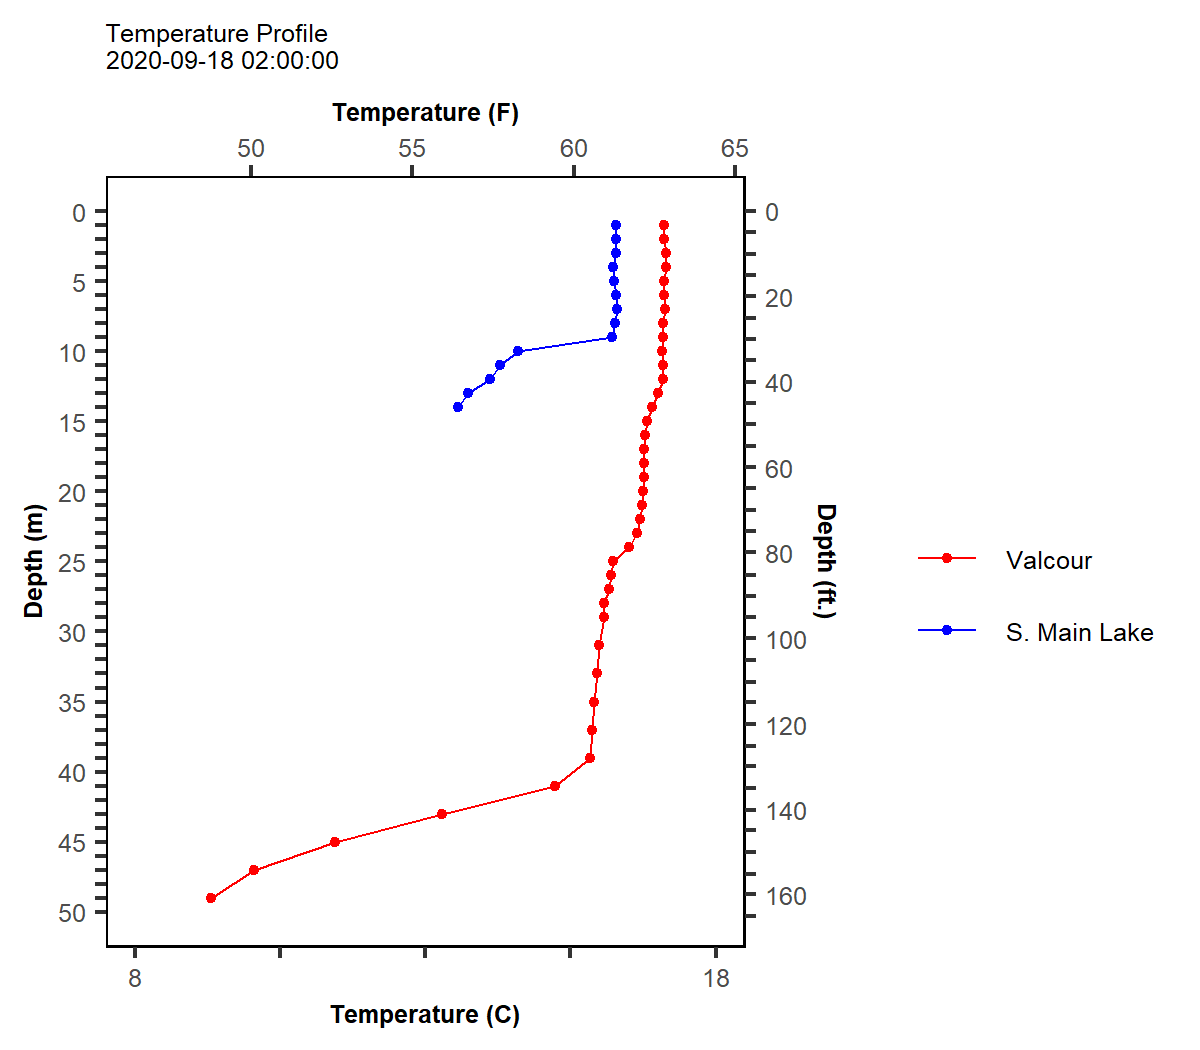 Temperature Profile
2020-09-18 02:00:00
Temperature (F)
50 55 60 65
0
5
10
15
20
25
30
35
40
45
50
Depth (m)
0
20
40
60
80
100
120
140
160
Depth (ft.)
Valcour
S. Main Lake
8 18
Temperature (C)